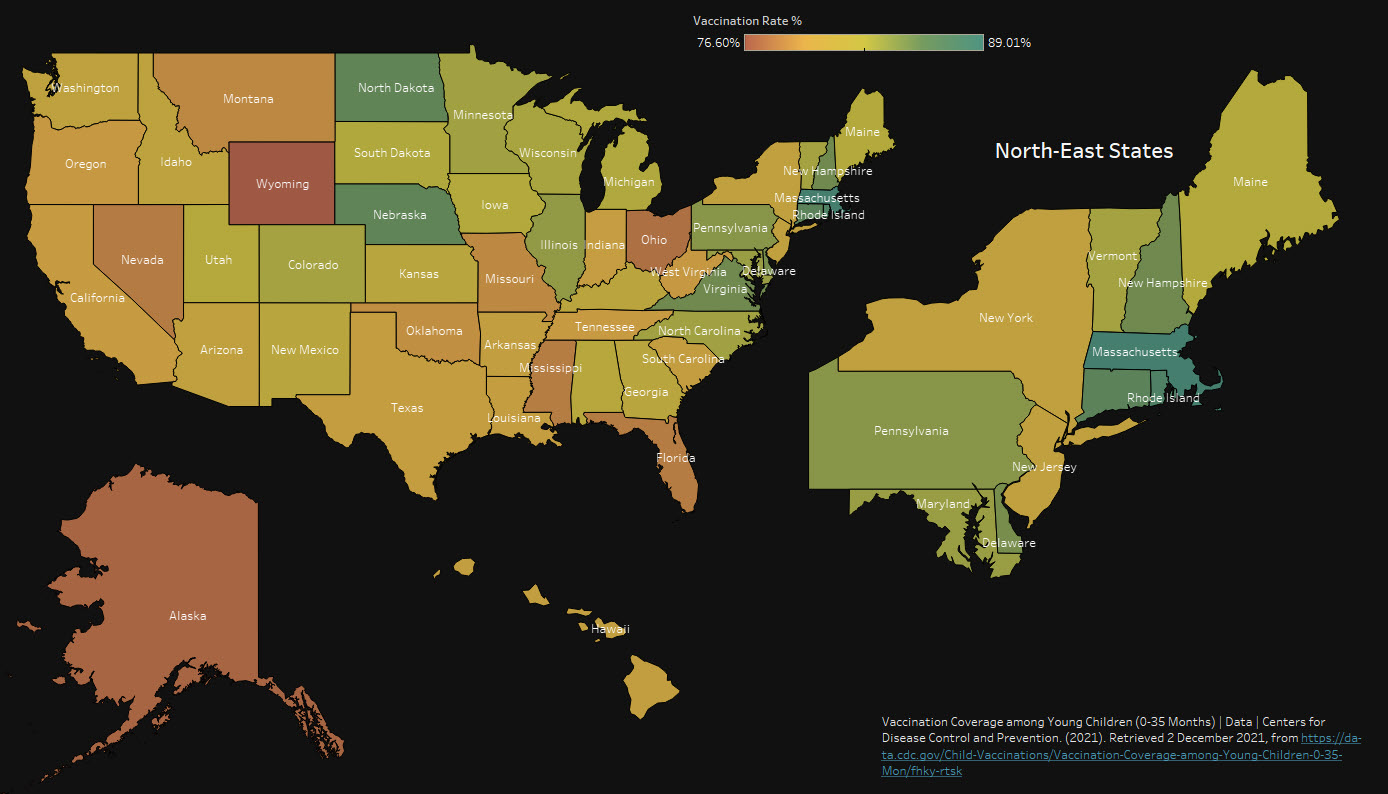 Vaccination Rate %
76.60%
89.01%
Washington
Montana
North Dakota
Minnesota
Maine
Oregon
Idaho
South Dakota
Wisconsin
Wyoming
Michigan
New Hampshire
Massachusetts
Rhode Island
Nebraska
Iowa
Pennsylvania
Nevada
Utah
Colorado
Illinois
Indiana
Ohio
Kansas
Missouri
West Virginia
Delaware
Virginia
California
Oklahoma
Tennessee
North Carolina
Arizona
New Mexico
Arkansas
Mississippi
South Carolina
Georgia
Texas
Louisiana
Florida
Alaska
Hawaii
North-East States
Maine
Vermont
New Hampshire
New York
Massachusetts
Rhode Island
Pennsylvania
New Jersey
Maryland
Delaware
Vaccination Coverage among Young Children (0-35 Months) | Data | Centers for
Disease Control and Prevention. (2021). Retrieved 2 December 2021, from https://da-
ta.cdc.gov/Child-Vaccinations/Vaccination-Coverage-among-Young-Children-0-35-
Mon/fhky-rtsk